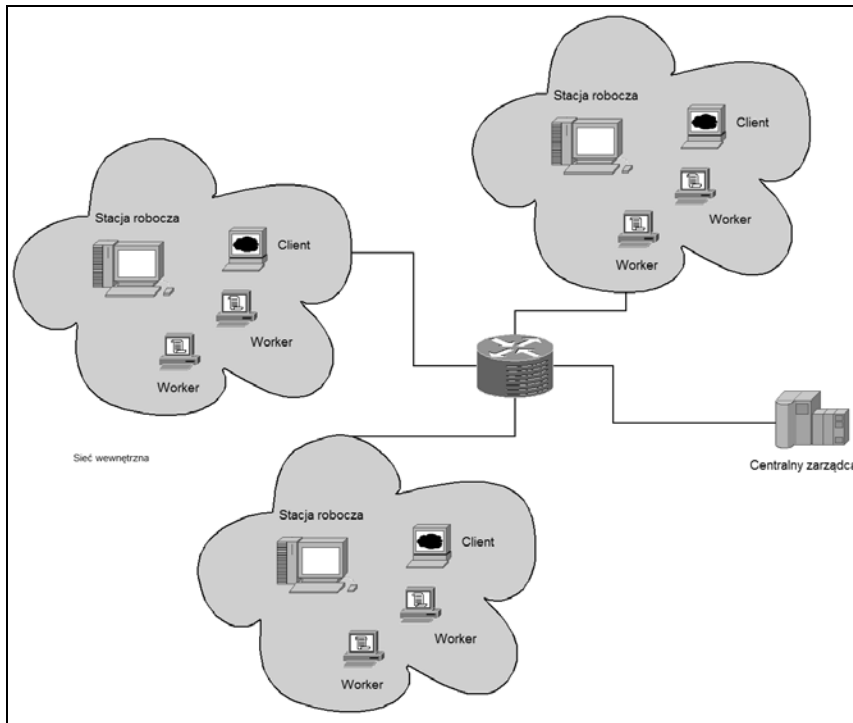 Stacja robocza
Client
Worker
Worker
Stacja robocza
Client
Worker
Worker
Sieć wewnętrzna
Centralny zarządca
Stacja robocza
Client
Worker
Worker